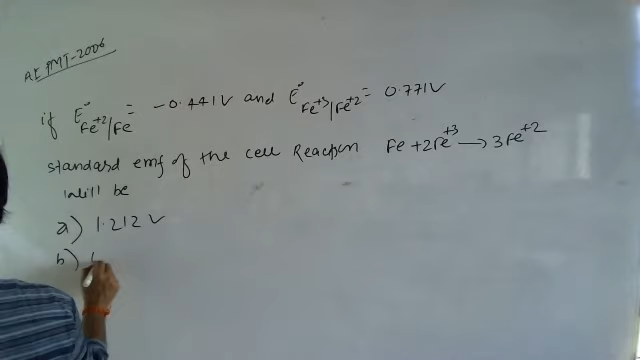 AIPMT-2006
if E° Fe+2/Fe = -0.441V and E° Fe+3/Fe+2 = 0.771V
standard emf of the cell Reaction Fe + 2Fe+3 → 3Fe+2
will be
a) 1.212 V
b)